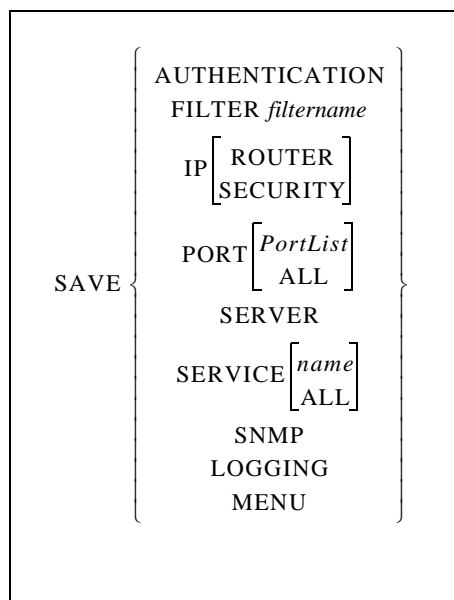 AUTHENTICATION
FILTER filtername
IP
ROUTER
SECURITY
PORT
PortList
ALL
SAVE
SERVER
SERVICE
name
ALL
SNMP
LOGGING
MENU